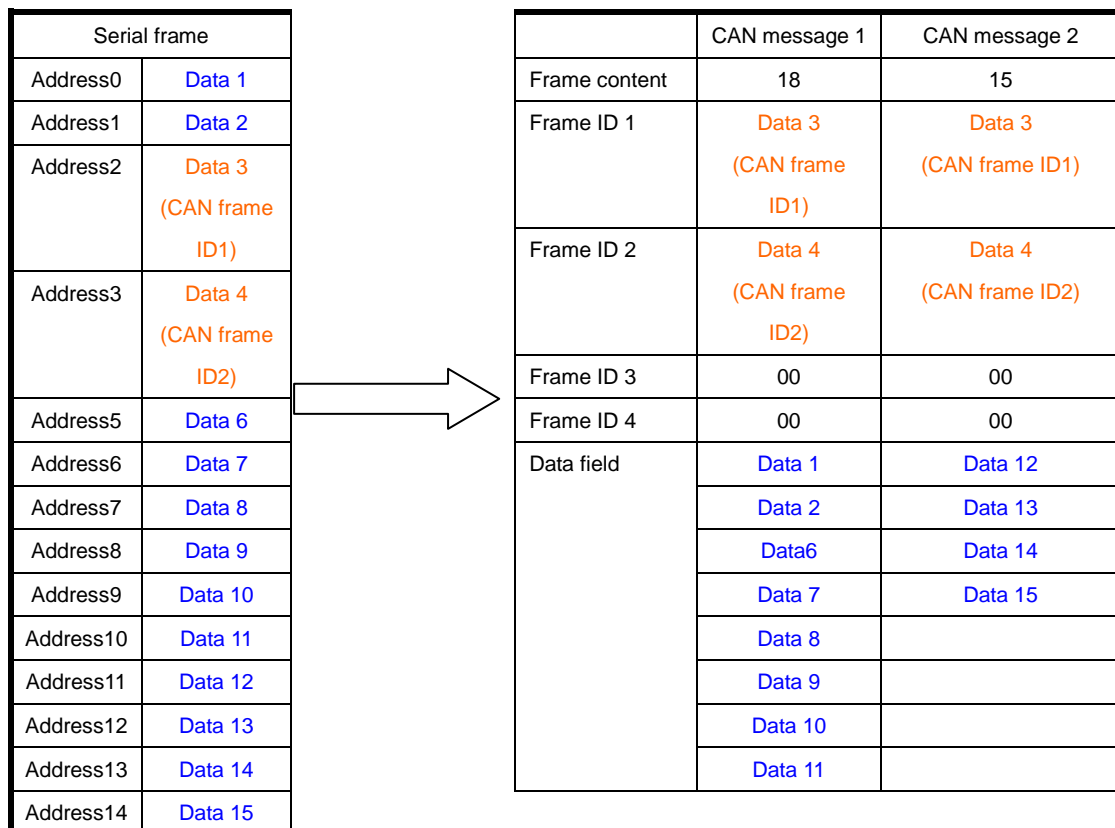 Serial frame
Address0 Data 1
Address1 Data 2
Address2 Data 3
(CAN frame
ID1)
Address3 Data 4
(CAN frame
ID2)
Address5 Data 6
Address6 Data 7
Address7 Data 8
Address8 Data 9
Address9 Data 10
Address10 Data 11
Address11 Data 12
Address12 Data 13
Address13 Data 14
Address14 Data 15
CAN message 1 CAN message 2
Frame content 18 15
Frame ID 1 Data 3 Data 3
(CAN frame (CAN frame ID1)
ID1)
Frame ID 2 Data 4 Data 4
(CAN frame (CAN frame ID2)
ID2)
Frame ID 3 00 00
Frame ID 4 00 00
Data field Data 1 Data 12
Data 2 Data 13
Data6 Data 14
Data 7 Data 15
Data 8
Data 9
Data 10
Data 11